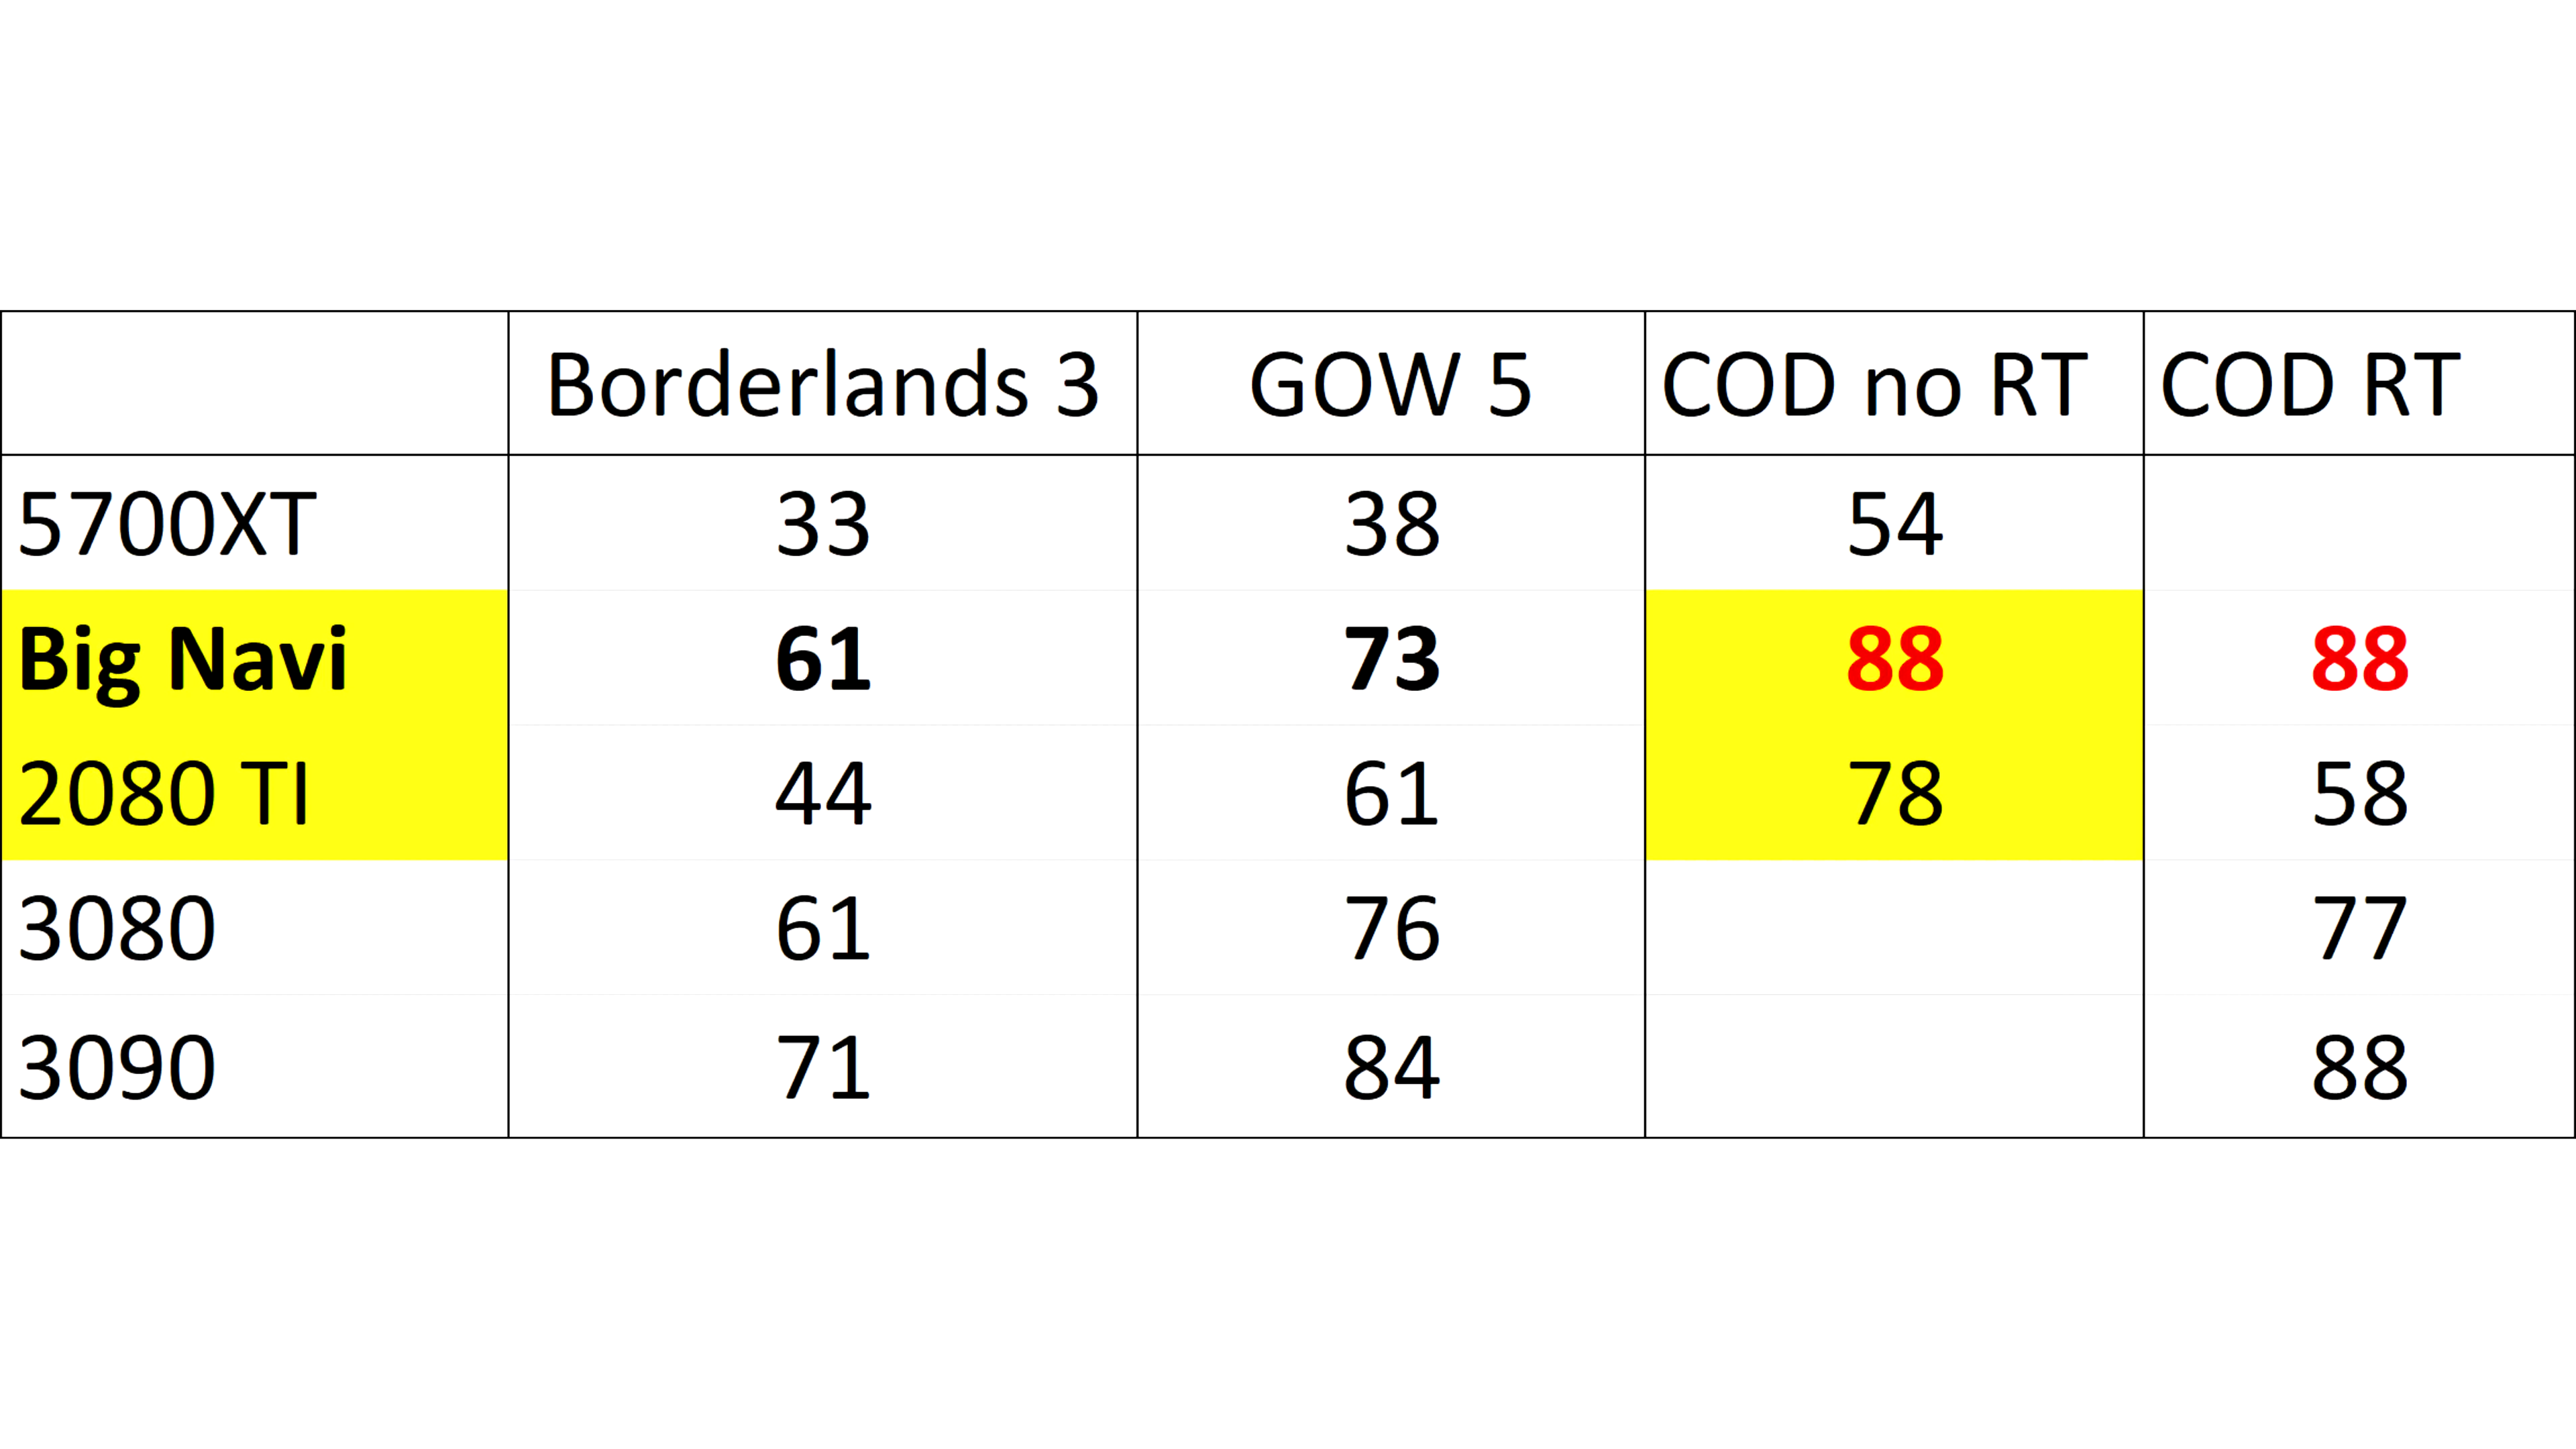 Borderlands 3 GOW 5 COD no RT COD RT
5700XT 33 38 54
Big Navi 61 73 88 88
2080 TI 44 61 78 58
3080 61 76 77
3090 71 84 88